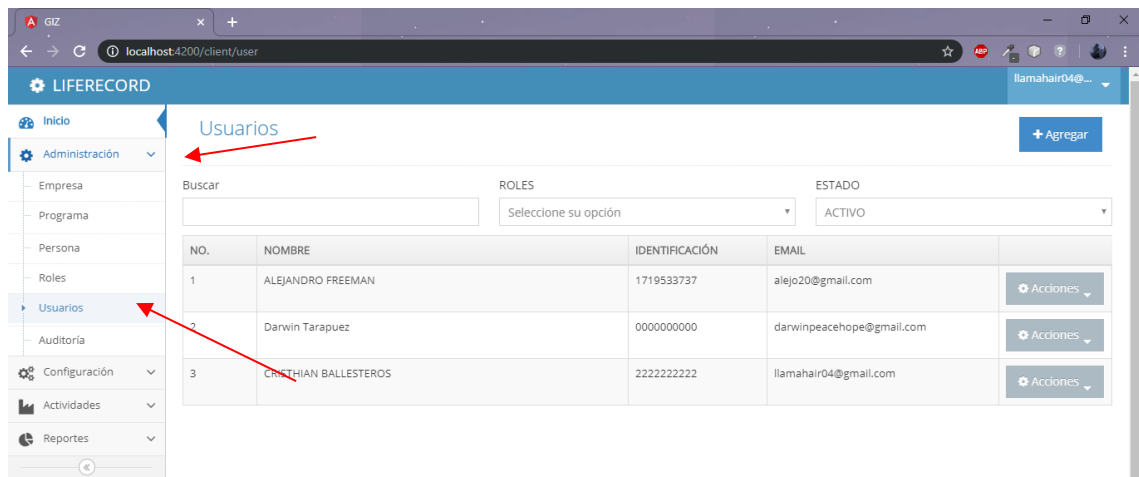 GIZ
localhost:4200/client/user
ABP
LIFERECORD
llamahair04@...
Inicio
Usuarios
Agregar
Administración
Empresa
Programa
Persona
Roles
Usuarios
Auditoría
Configuración
Actividades
Reportes
Buscar ROLES ESTADO
Seleccione su opción ACTIVO
NO. NOMBRE IDENTIFICACIÓN EMAIL
1 ALEJANDRO FREEMAN 1719533737 alejo20@gmail.com Acciones
2 Darwin Tarapuez 0000000000 darwinpeacehope@gmail.com Acciones
3 CRISTHIAN BALLESTEROS 2222222222 llamahair04@gmail.com Acciones